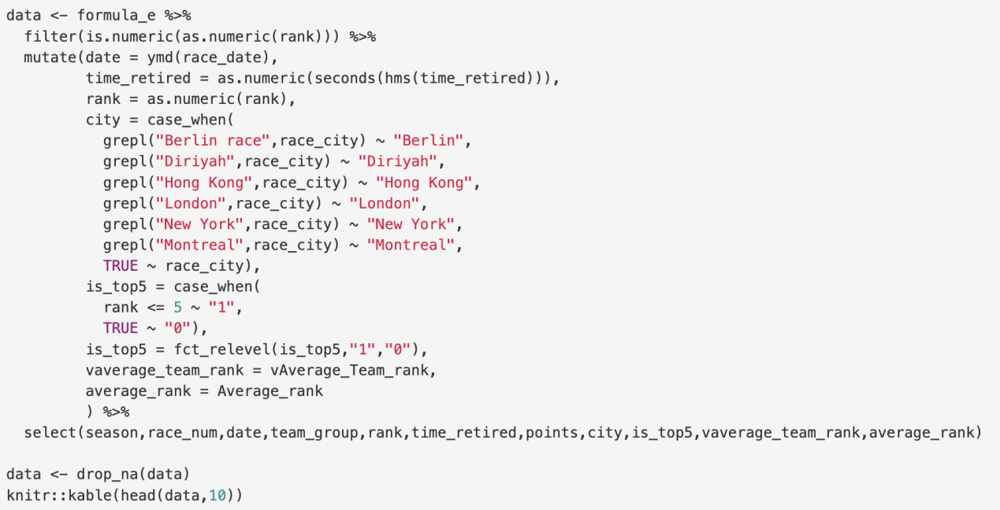 data <- formula_e %>%
  filter(is.numeric(as.numeric(rank))) %>%
  mutate(date = ymd(race_date),
         time_retired = as.numeric(seconds(hms(time_retired))),
         rank = as.numeric(rank),
         city = case_when(
           grepl("Berlin race",race_city) ~ "Berlin",
           grepl("Diriyah",race_city) ~ "Diriyah",
           grepl("Hong Kong",race_city) ~ "Hong Kong",
           grepl("London",race_city) ~ "London",
           grepl("New York",race_city) ~ "New York",
           grepl("Montreal",race_city) ~ "Montreal",
           TRUE ~ race_city),
         is_top5 = case_when(
           rank <= 5 ~ "1",
           TRUE ~ "0"),
         is_top5 = fct_relevel(is_top5,"1","0"),
         vaverage_team_rank = vAverage_Team_rank,
         average_rank = Average_rank
         ) %>%
  select(season,race_num,date,team_group,rank,time_retired,points,city,is_top5,vaverage_team_rank,average_rank)

data <- drop_na(data)
knitr::kable(head(data,10))